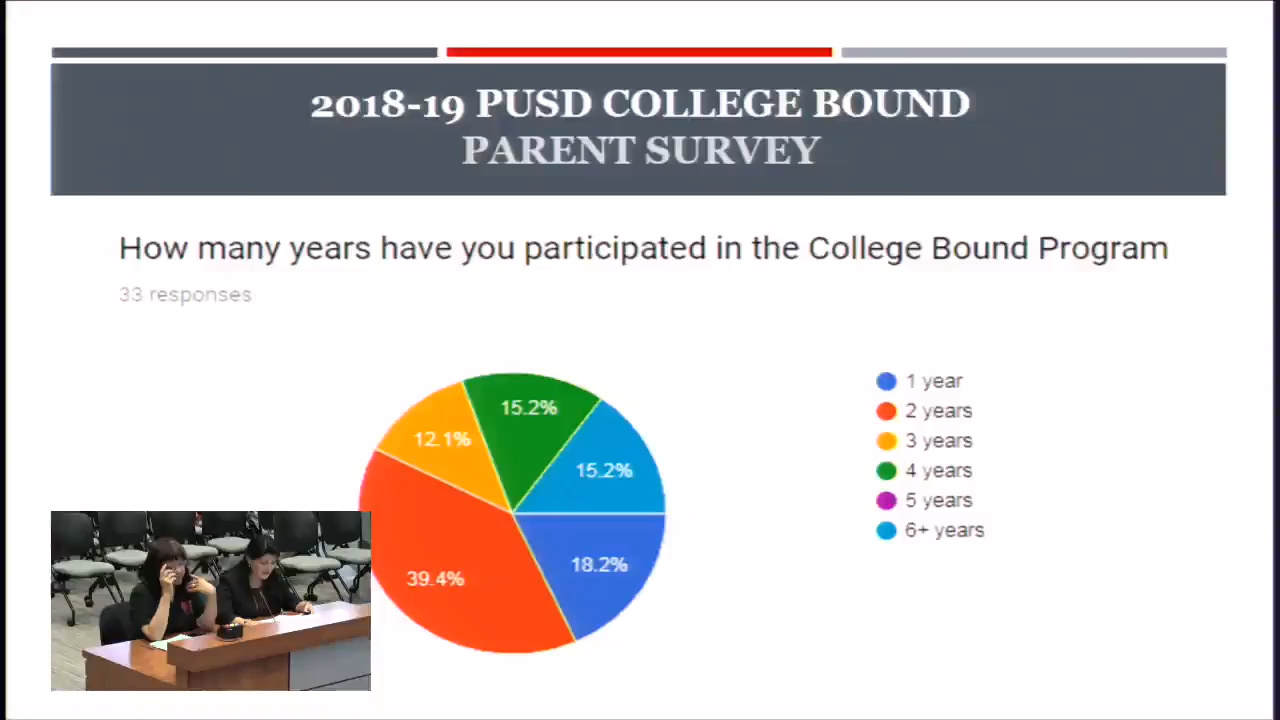 2018-19 PUSD COLLEGE BOUND
PARENT SURVEY
How many years have you participated in the College Bound Program
33 responses
15.2%
12.1%
15.2%
39.4%
18.2%
1 year
2 years
3 years
4 years
5 years
6+ years